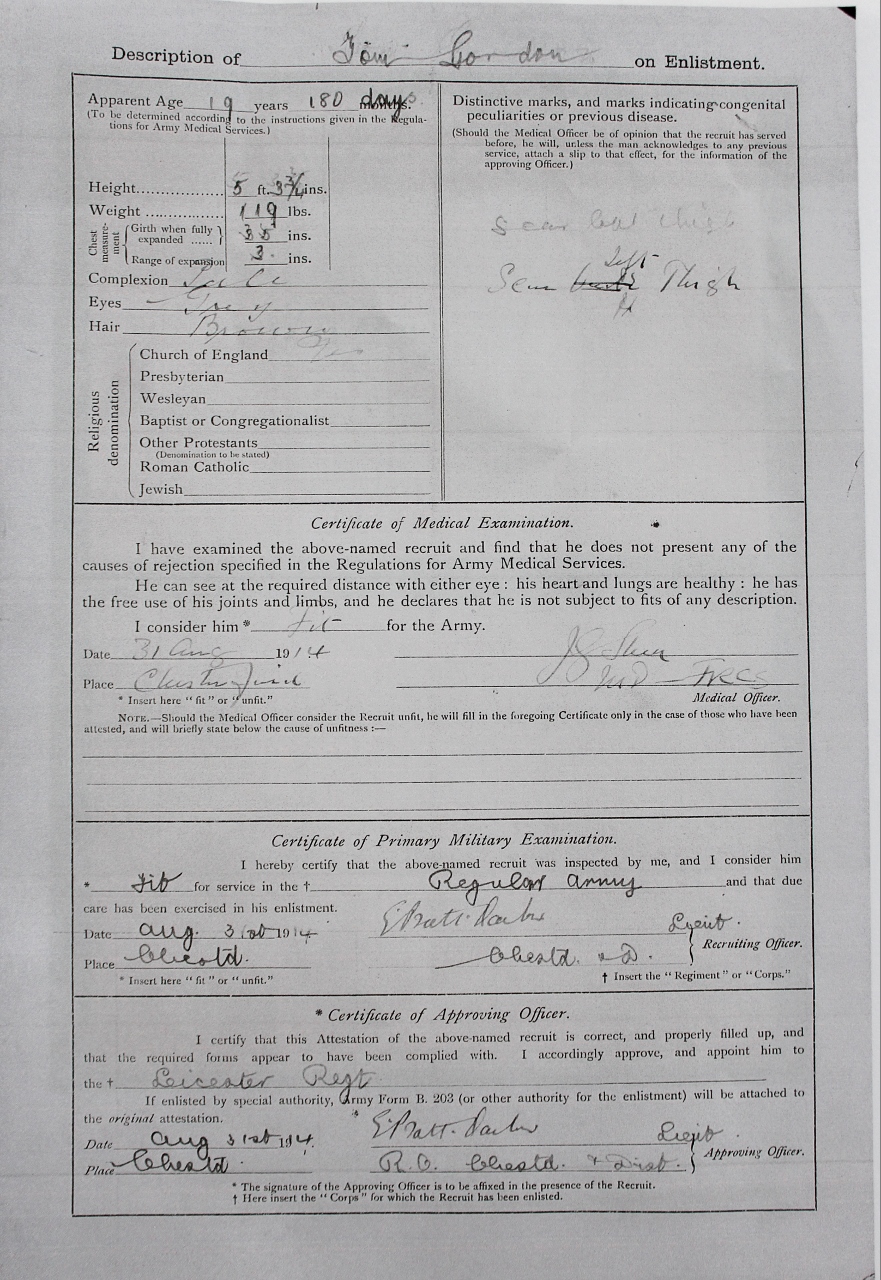 Description of Tom Gordon on Enlistment.
Apparent Age 19 years 180 days
(To be determined according to the instructions given in the Regula-
tions for Army Medical Services.)
Height................ 5 ft. 3 3/4 ins.
Weight ................ 119 lbs.
Chest measure-ment
Girth when fully expanded ...... 35 ins.
Range of expansion 3 ins.
Complexion
Eyes Grey
Hair Brown
Religious denomination
Church of England Yes
Presbyterian
Wesleyan
Baptist or Congregationalist
Other Protestants
(Denomination to be stated)
Roman Catholic
Jewish
Distinctive marks, and marks indicating congenital
peculiarities or previous disease.
(Should the Medical Officer be of opinion that the recruit has served
before, he will, unless the man acknowledges to any previous
service, attach a slip to that effect, for the information of the
approving Officer.)
Scar left thigh
Left
Scar Thigh
Certificate of Medical Examination.
I have examined the above-named recruit and find that he does not present any of the
causes of rejection specified in the Regulations for Army Medical Services.
He can see at the required distance with either eye : his heart and lungs are healthy : he has
the free use of his joints and limbs, and he declares that he is not subject to fits of any description.
I consider him * fit for the Army.
Date 31 Aug 1914
Place Chesterfield
MD FRCS
Medical Officer.
* Insert here "fit" or "unfit."
NOTE.—Should the Medical Officer consider the Recruit unfit, he will fill in the foregoing Certificate only in the case of those who have been
attested, and will briefly state below the cause of unfitness :—
Certificate of Primary Military Examination.
I hereby certify that the above-named recruit was inspected by me, and I consider him
* Fit for service in the † Regular Army and that due
care has been exercised in his enlistment.
Date Aug. 31st 1914 Lieut.
Recruiting Officer.
Place Chestd. Chestd. & D.
* Insert here "fit" or "unfit." † Insert the "Regiment" or "Corps."
* Certificate of Approving Officer.
I certify that this Attestation of the above-named recruit is correct, and properly filled up, and
that the required forms appear to have been complied with. I accordingly approve, and appoint him to
the † Leicester Regt
If enlisted by special authority, Army Form B. 203 (or other authority for the enlistment) will be attached to
the original attestation.
Date Aug 31st 1914. Lieut.
Approving Officer.
Place Chestd. R.O. Chestd. & Dist.
* The signature of the Approving Officer is to be affixed in the presence of the Recruit.
† Here insert the "Corps" for which the Recruit has been enlisted.